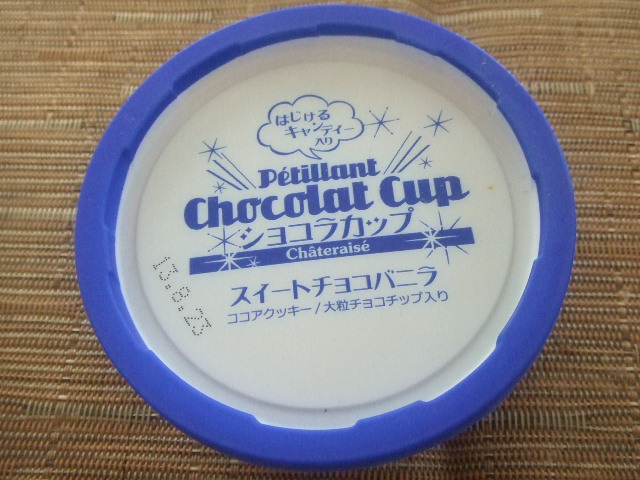 はじける
キャンディー
入り
Pétillant
Chocolat Cup
ショコラカップ
Châteraisé
スイートチョコバニラ
ココアクッキー/大粒チョコチップ入り
13.8.23